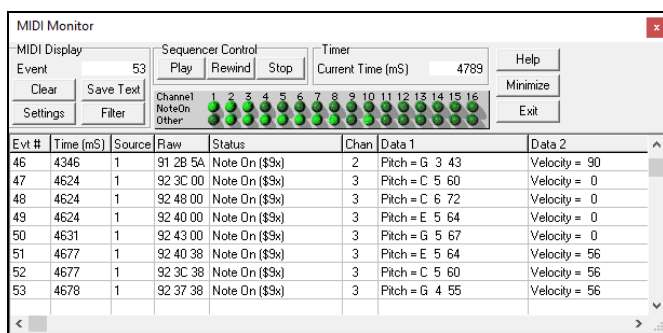 MIDI Monitor
x
MIDI Display
Event 53
Clear Save Text
Settings Filter
Sequencer Control
Play Rewind Stop
Timer
Current Time (mS) 4789
Channel 1 2 3 4 5 6 7 8 9 10 11 12 13 14 15 16
NoteOn
Other
Help
Minimize
Exit
Evt # Time (mS) Source Raw Status Chan Data 1 Data 2
46 4346 1 91 2B 5A Note On ($9x) 2 Pitch = G 3 43 Velocity = 90
47 4624 1 92 3C 00 Note On ($9x) 3 Pitch = C 5 60 Velocity = 0
48 4624 1 92 48 00 Note On ($9x) 3 Pitch = C 6 72 Velocity = 0
49 4624 1 92 40 00 Note On ($9x) 3 Pitch = E 5 64 Velocity = 0
50 4631 1 92 43 00 Note On ($9x) 3 Pitch = G 5 67 Velocity = 0
51 4677 1 92 40 38 Note On ($9x) 3 Pitch = E 5 64 Velocity = 56
52 4677 1 92 3C 38 Note On ($9x) 3 Pitch = C 5 60 Velocity = 56
53 4678 1 92 37 38 Note On ($9x) 3 Pitch = G 4 55 Velocity = 56